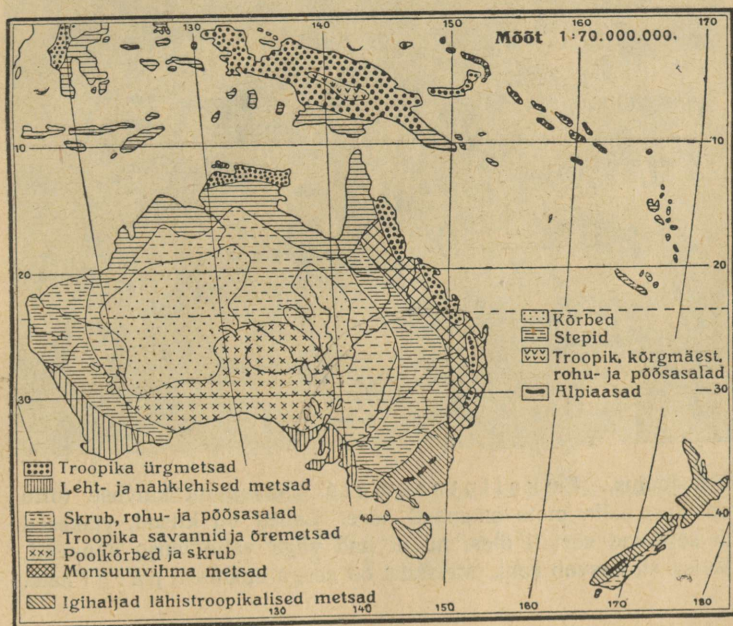 130
140
150
160
170
Mõõt 1:70.000.000.
10
10
20
20
30
30
40
40
Kõrbed
Stepid
Troopik. kõrgmäest.
rohu- ja põõsasalad
Alpiaasad
Troopika ürgmetsad
Leht- ja nahklehised metsad
Skrub, rohu- ja põõsasalad
Troopika savannid ja õremetsad
Poolkõrbed ja skrub
Monsuunvihma metsad
Igihaljad lähistroopikalised metsad
130
140
150
160
170
180